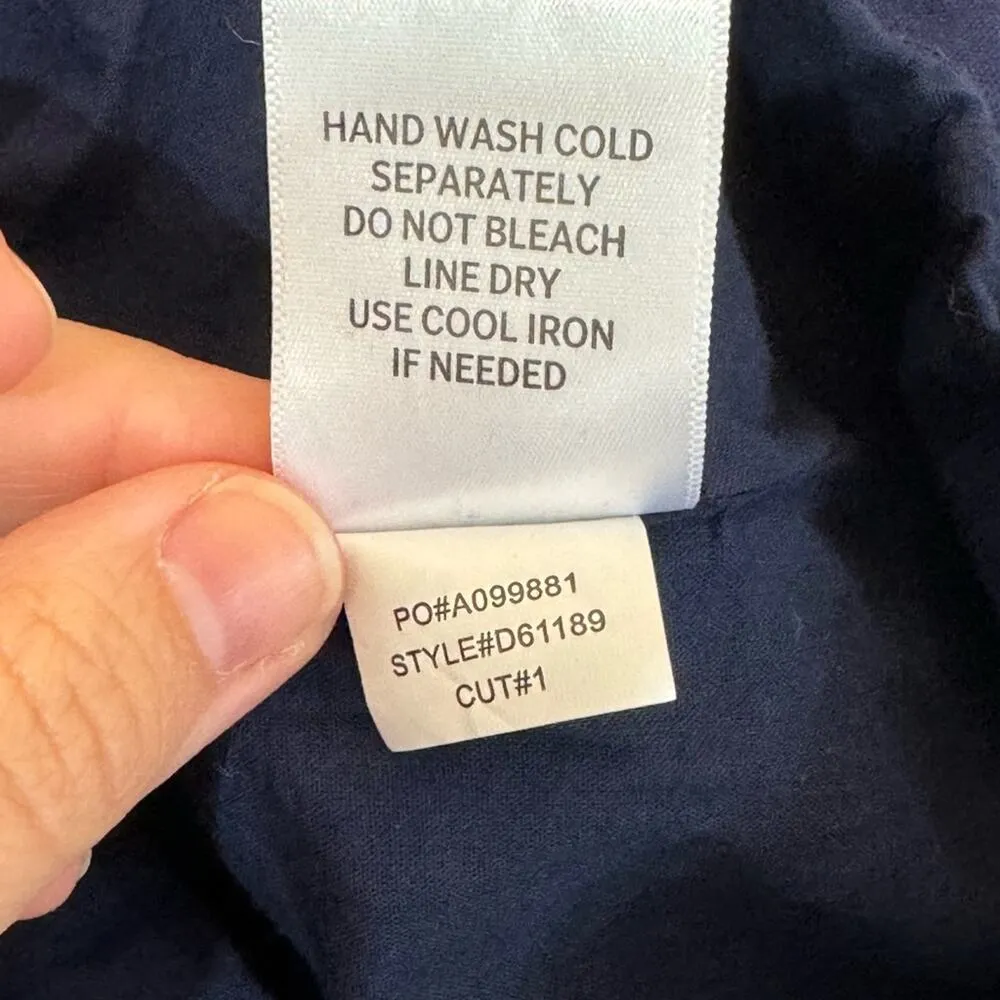 HAND WASH COLD
SEPARATELY
DO NOT BLEACH
LINE DRY
USE COOL IRON
IF NEEDED
PO#A099881
STYLE#D61189
CUT#1